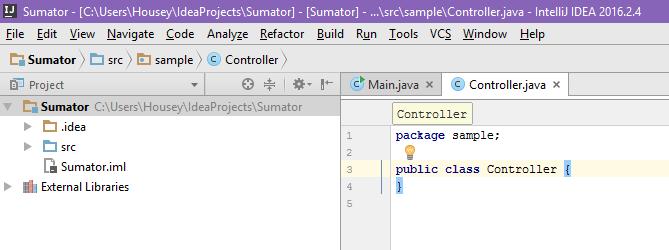 Sumator - [C:\Users\Housey\IdeaProjects\Sumator] - [Sumator] - ...\src\sample\Controller.java - IntelliJ IDEA 2016.2.4
File Edit View Navigate Code Analyze Refactor Build Run Tools VCS Window Help
Sumator src sample Controller
Project
Main.java Controller.java
Sumator C:\Users\Housey\IdeaProjects\Sumator
.idea
src
Sumator.iml
External Libraries
Controller
1 package sample;
2
3 public class Controller {
4 }
5